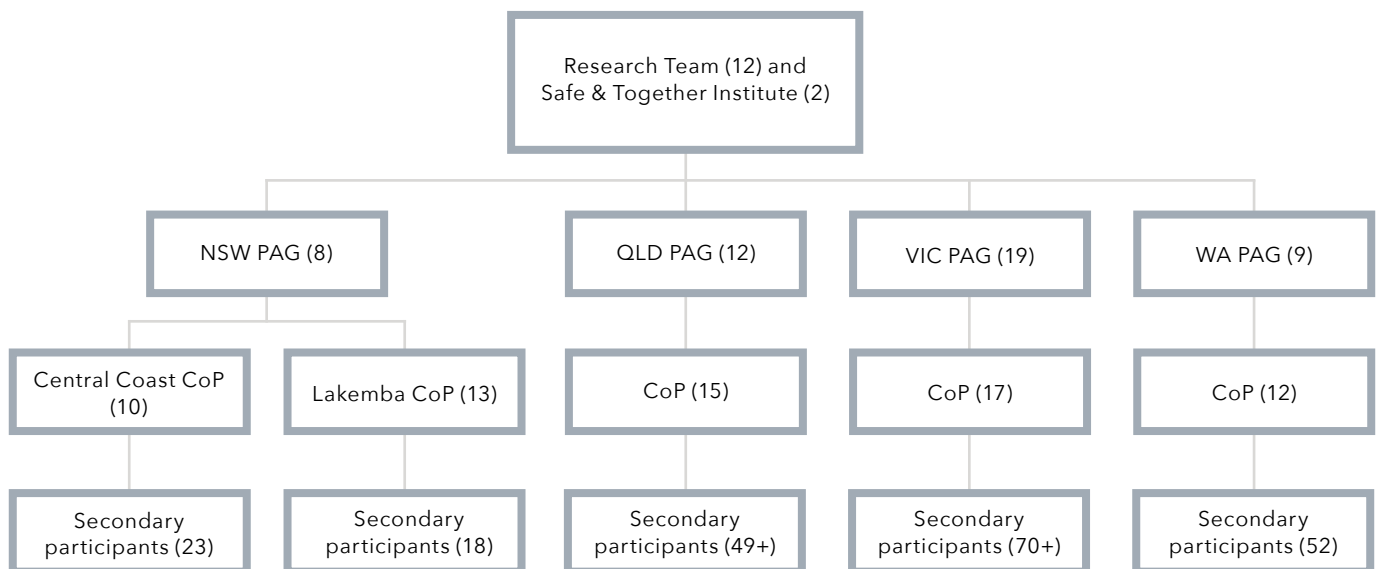 Research Team (12) and
Safe & Together Institute (2)
NSW PAG (8)
QLD PAG (12)
VIC PAG (19)
WA PAG (9)
Central Coast CoP
(10)
Lakemba CoP (13)
CoP (15)
CoP (17)
CoP (12)
Secondary
participants (23)
Secondary
participants (18)
Secondary
participants (49+)
Secondary
participants (70+)
Secondary
participants (52)